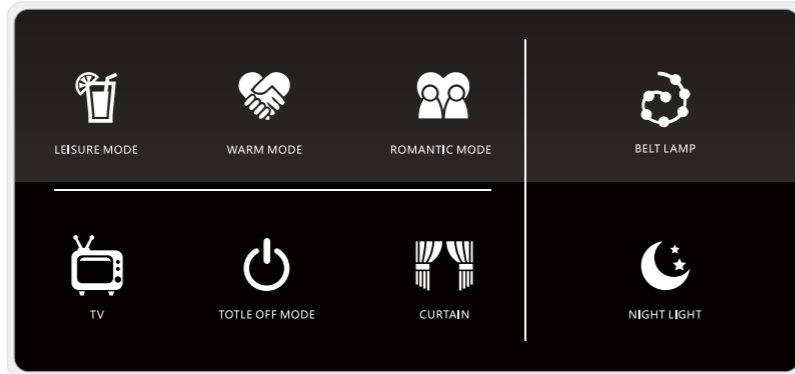 LEISURE MODE
WARM MODE
ROMANTIC MODE
BELT LAMP
TV
TOTLE OFF MODE
CURTAIN
NIGHT LIGHT